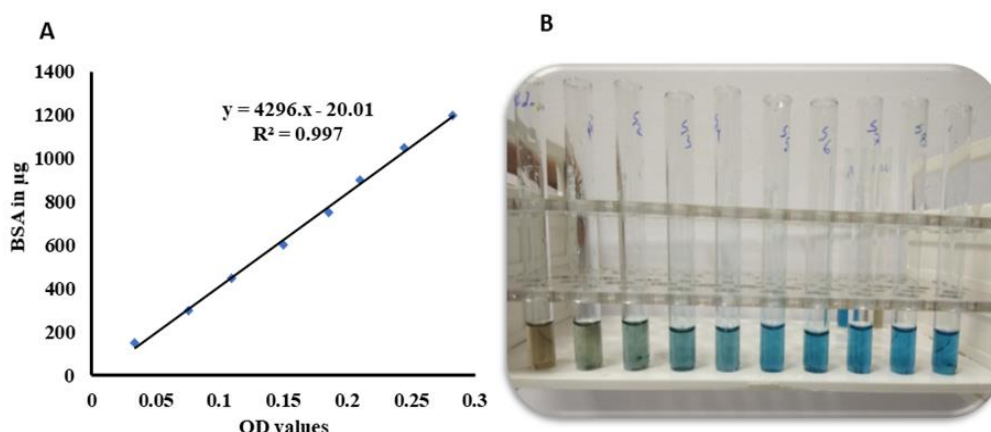 A
B
1400
1200
1000
800
600
400
200
0
y = 4296.x - 20.01
R² = 0.997
BSA in µg
0 0.05 0.1 0.15 0.2 0.25 0.3
OD values
S2
S3
S5
S6
S8